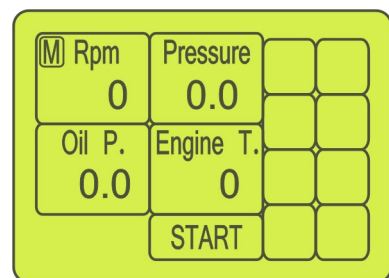 M Rpm
0
Pressure
0.0
Oil P.
0.0
Engine T.
0
START